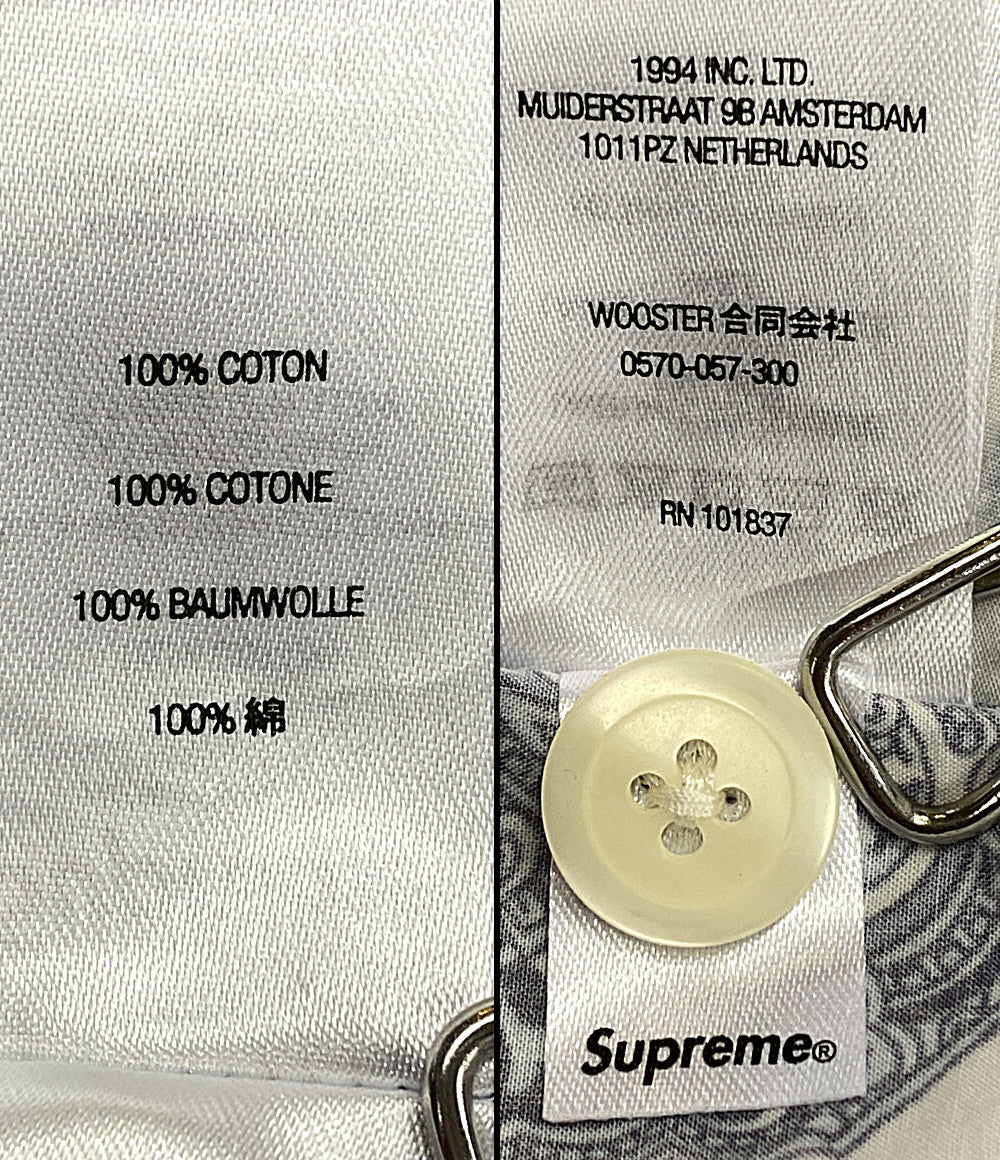 100% COTON
100% COTONE
100% BAUMWOLLE
100% 綿
1994 INC. LTD.
MUIDERSTRAAT 9B AMSTERDAM
1011PZ NETHERLANDS
WOOSTER 合同会社
0570-057-300
RN 101837
Supreme®